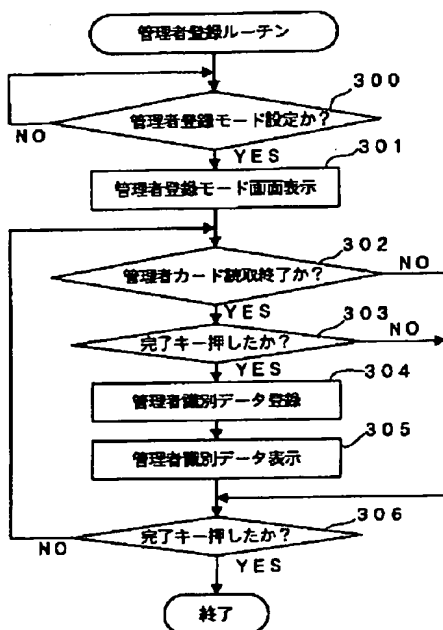 管理者登録ルーチン
300
管理者登録モード設定か?
NO
YES
301
管理者登録モード画面表示
302
管理者カード読取終了か?
NO
YES
303
完了キー押したか?
NO
YES
304
管理者識別データ登録
305
管理者識別データ表示
306
完了キー押したか?
NO
YES
終了